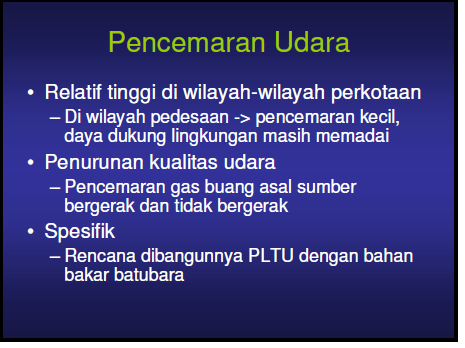 Pencemaran Udara
• Relatif tinggi di wilayah-wilayah perkotaan
– Di wilayah pedesaan -> pencemaran kecil,
daya dukung lingkungan masih memadai
• Penurunan kualitas udara
– Pencemaran gas buang asal sumber
bergerak dan tidak bergerak
• Spesifik
– Rencana dibangunnya PLTU dengan bahan
bakar batubara